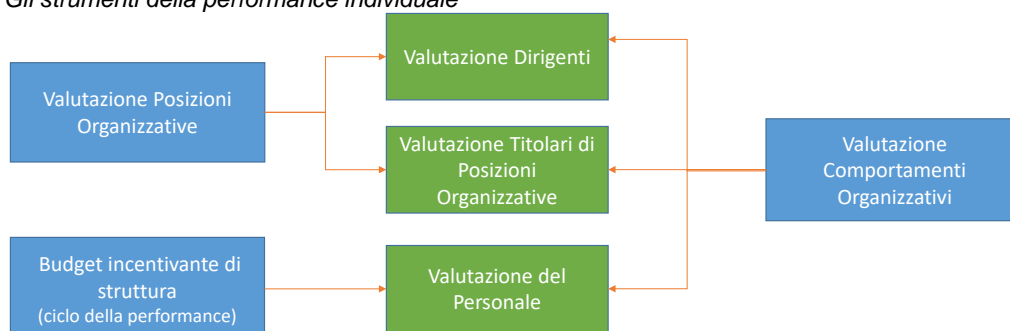 Gli strumenti della performance individuale
Valutazione Dirigenti
Valutazione Posizioni
Organizzative
Valutazione Titolari di
Posizioni
Organizzative
Valutazione
Comportamenti
Organizzativi
Budget incentivante di
struttura
(ciclo della performance)
Valutazione del
Personale